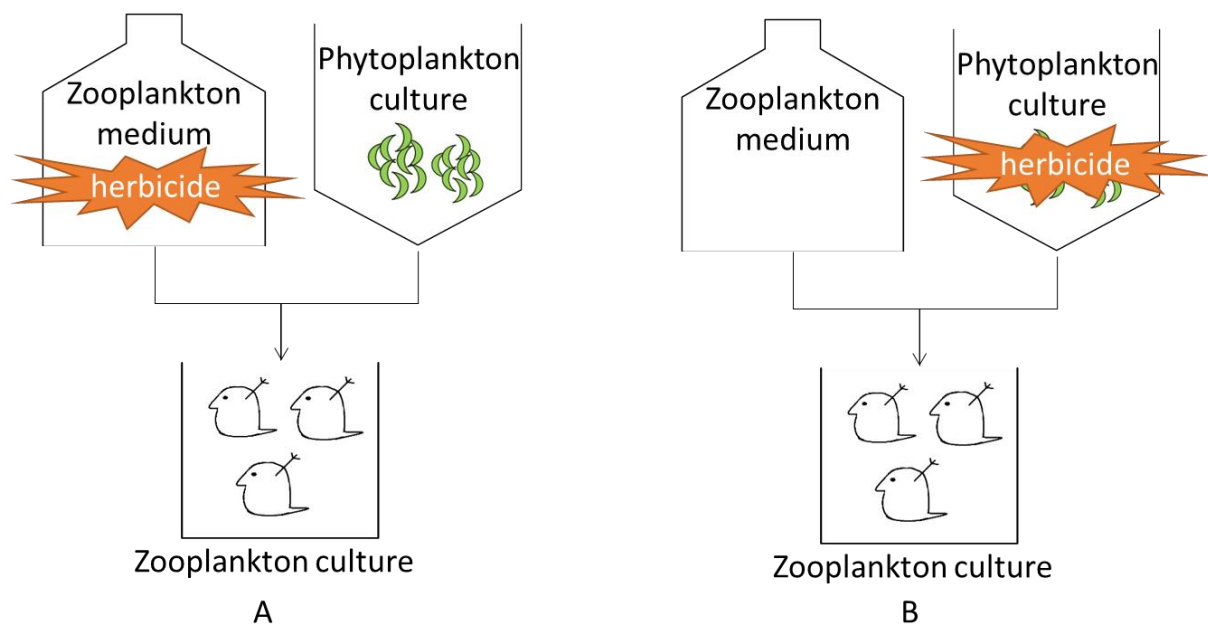 Zooplankton
medium
herbicide
Phytoplankton
culture
Zooplankton culture
A
Zooplankton
medium
Phytoplankton
culture
herbicide
Zooplankton culture
B